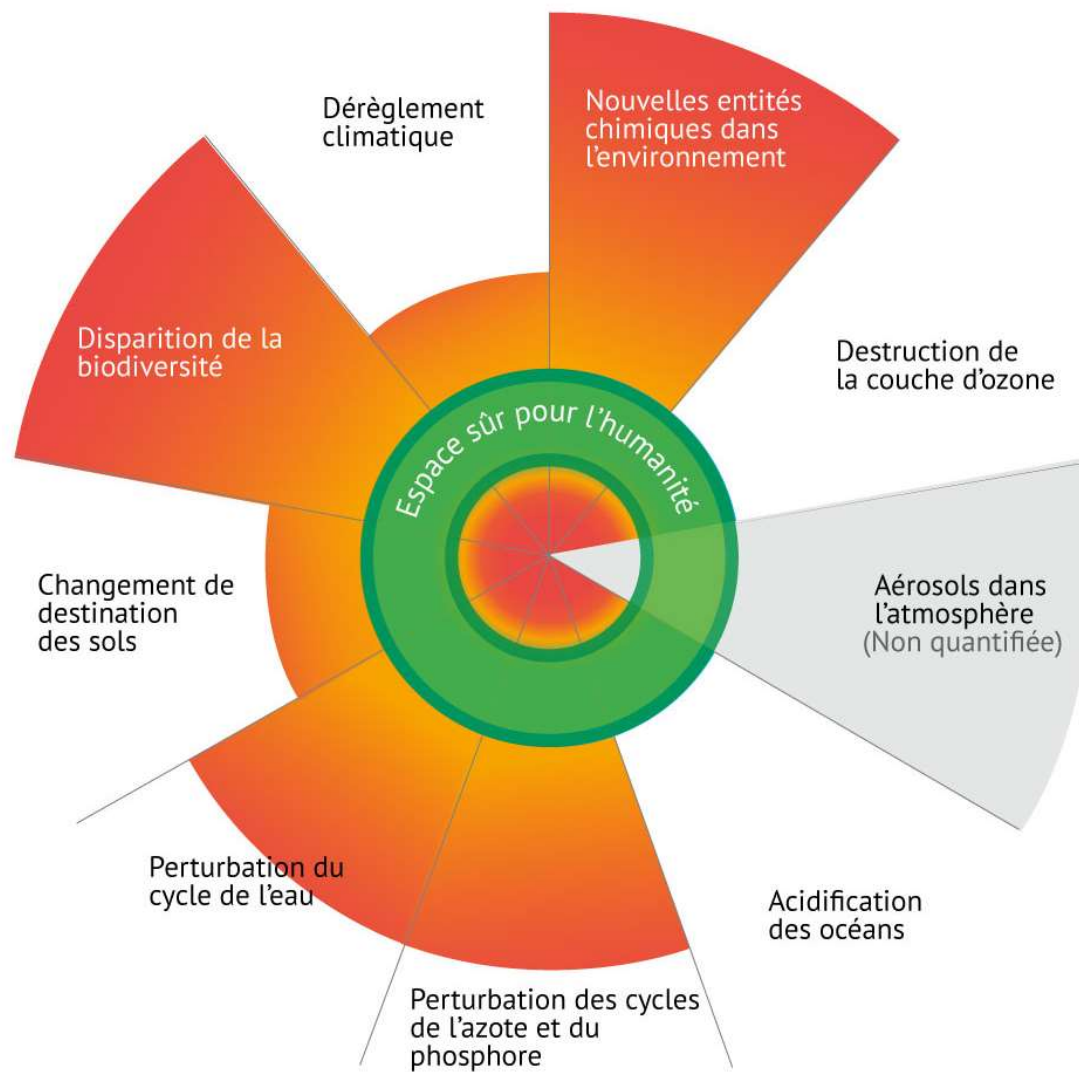 Dérèglement
climatique
Nouvelles entités
chimiques dans
l'environnement
Disparition de la
biodiversité
Destruction de
la couche d'ozone
Espace sûr pour l'humanité
Changement de
destination
des sols
Aérosols dans
l'atmosphère
(Non quantifiée)
Perturbation du
cycle de l'eau
Acidification
des océans
Perturbation des cycles
de l'azote et du
phosphore